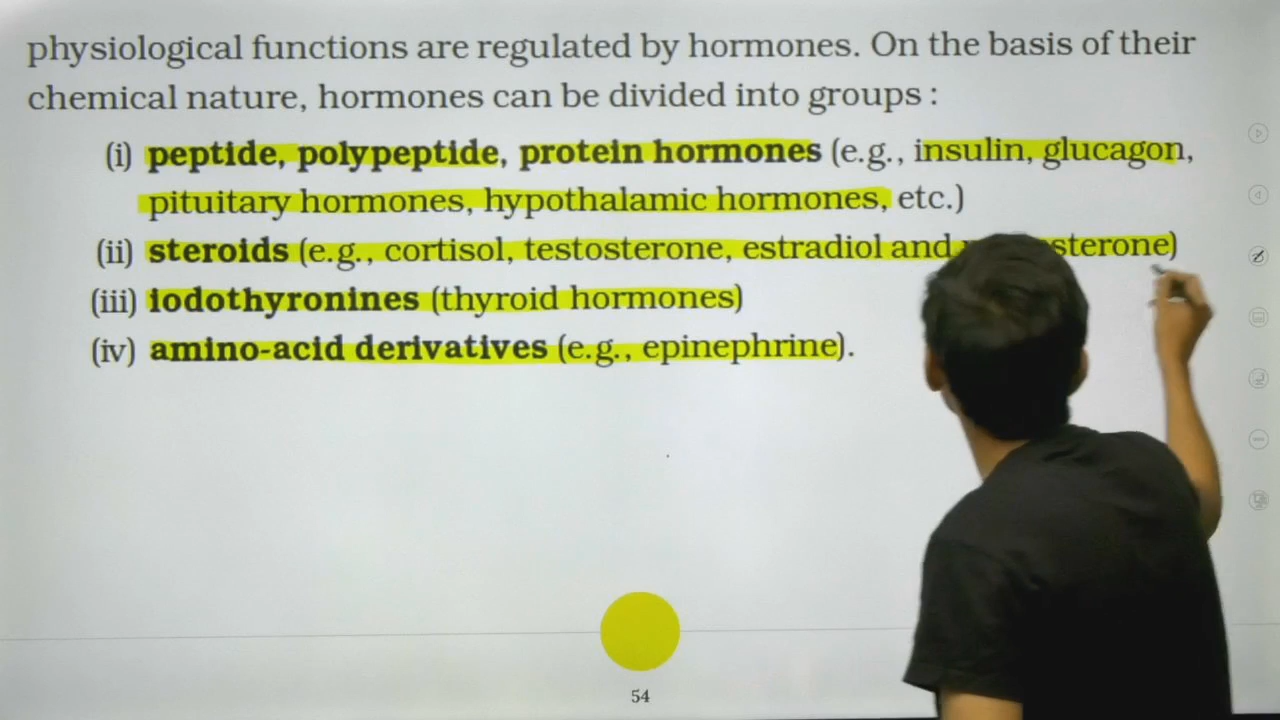 physiological functions are regulated by hormones. On the basis of their
chemical nature, hormones can be divided into groups :
(i) peptide, polypeptide, protein hormones (e.g., insulin, glucagon,
pituitary hormones, hypothalamic hormones, etc.)
(ii) steroids (e.g., cortisol, testosterone, estradiol and
(iii) iodothyronines (thyroid hormones)
(iv) amino-acid derivatives (e.g., epinephrine).
54